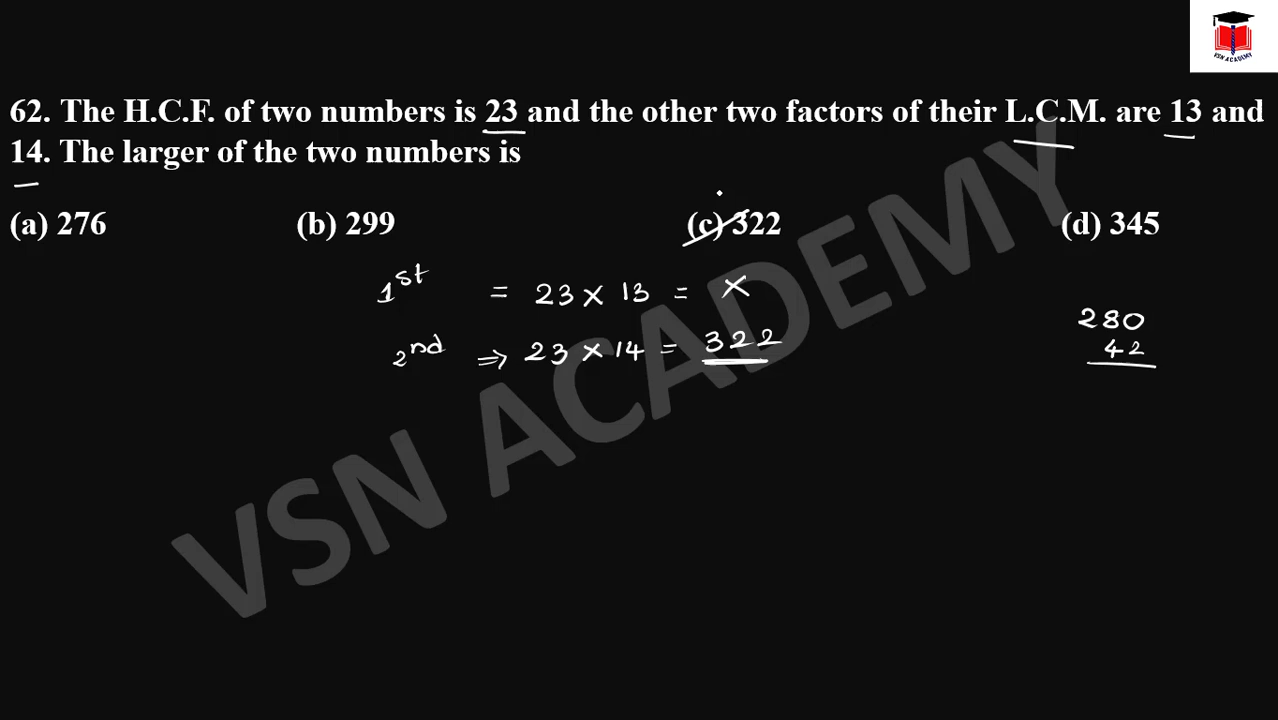 VSN ACADEMY
62. The H.C.F. of two numbers is 23 and the other two factors of their L.C.M. are 13 and
14. The larger of the two numbers is
(a) 276 (b) 299 (c) 322 (d) 345
1st = 23 × 13 = ×
2nd ⇒ 23 × 14 = 322
280
42
VSN ACADEMY